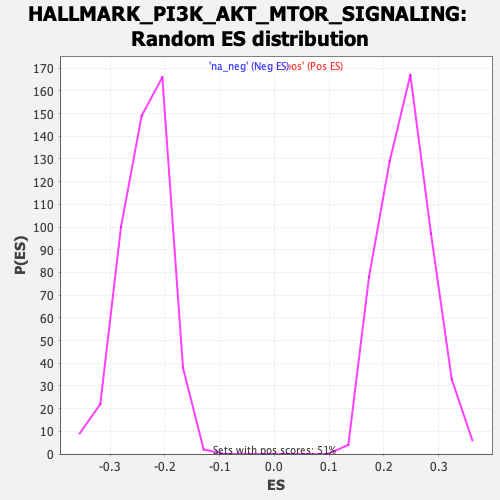 HALLMARK_PI3K_AKT_MTOR_SIGNALING:
Random ES distribution
'na_neg' (Neg ES) pos' (Pos ES)
170
160
150
140
130
120
110
100
90
80
70
60
50
40
30
20
10
0
P(ES)
Sets with pos scores: 51%
-0.3 -0.2 -0.1 0.0 0.1 0.2 0.3
ES